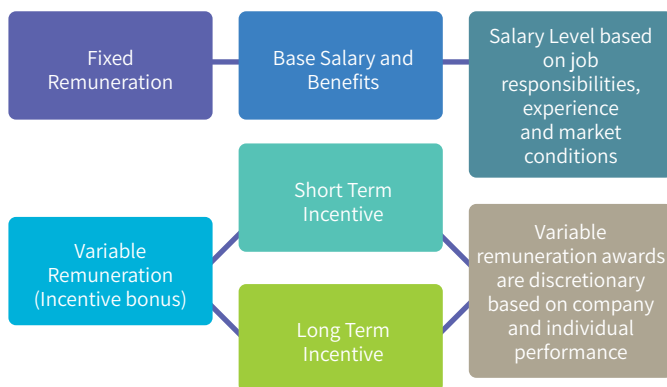 Fixed
Remuneration
Base Salary and
Benefits
Salary Level based
on job
responsibilities,
experience
and market
conditions
Short Term
Incentive
Variable
Remuneration
(Incentive bonus)
Long Term
Incentive
Variable
remuneration awards
are discretionary
based on company
and individual
performance